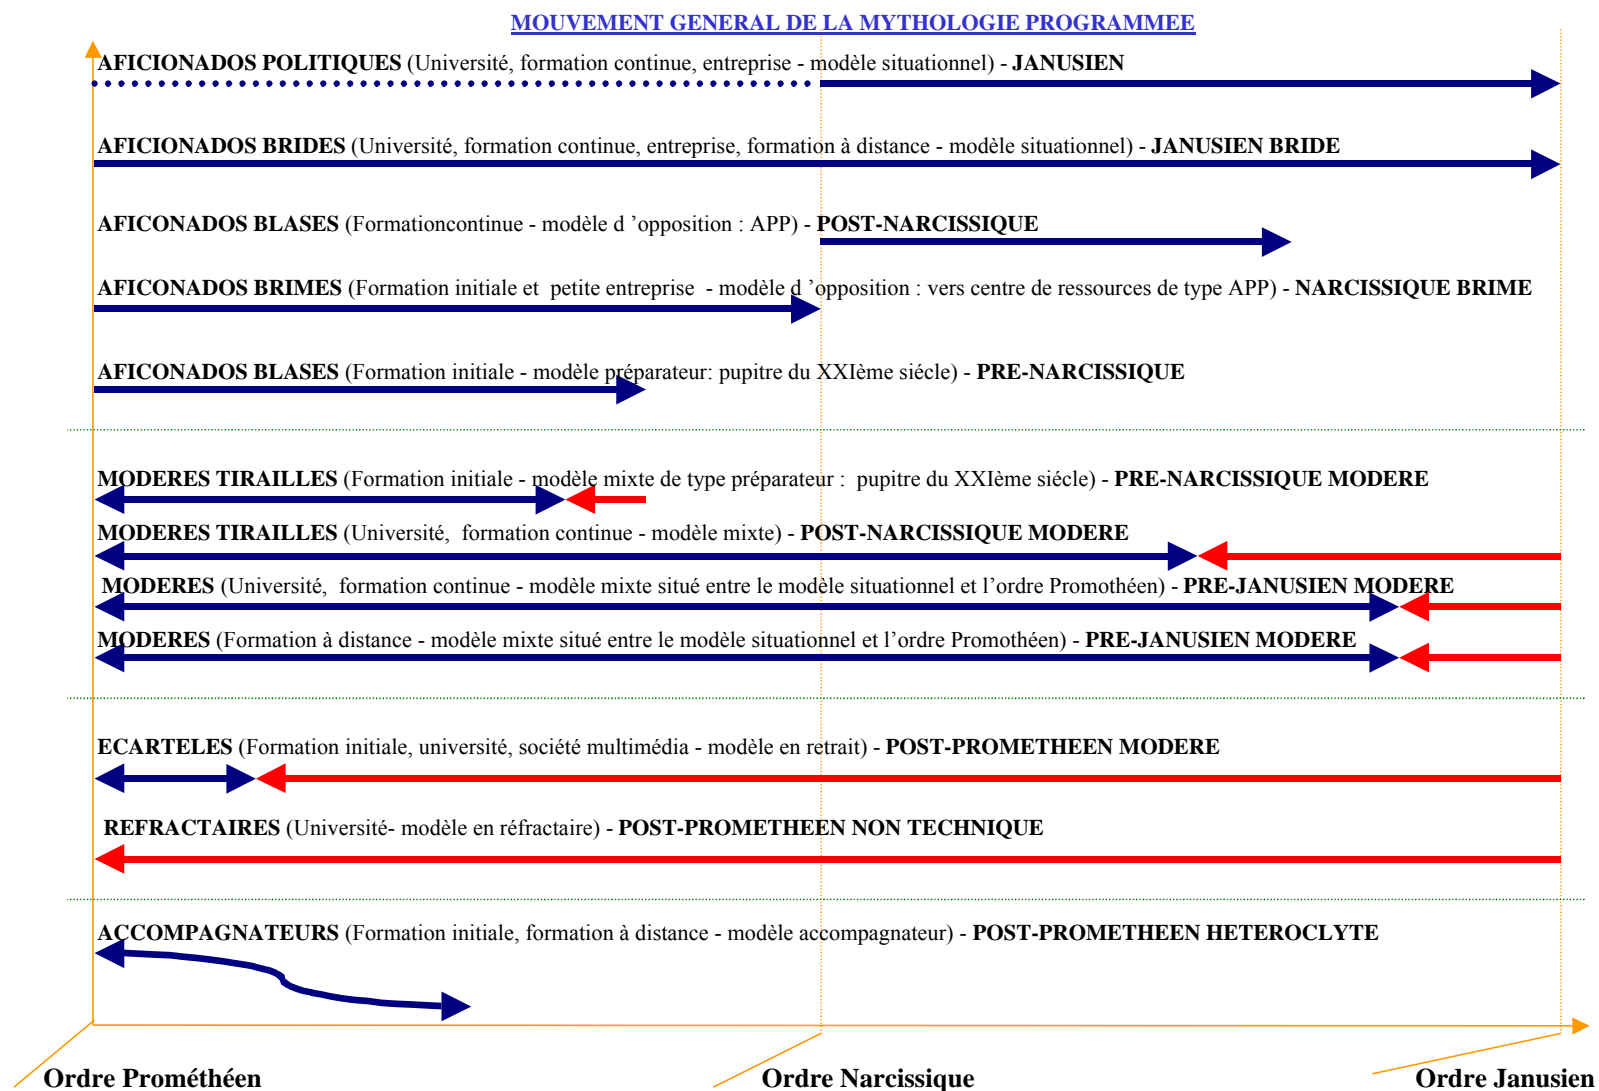 MOUVEMENT GENERAL DE LA MYTHOLOGIE PROGRAMMEE
AFICIONADOS POLITIQUES (Université, formation continue, entreprise - modèle situationnel) - JANUSIEN
AFICIONADOS BRIDES (Université, formation continue, entreprise, formation à distance - modèle situationnel) - JANUSIEN BRIDE
AFICONADOS BLASES (Formationcontinue - modèle d ’opposition : APP) - POST-NARCISSIQUE
AFICONADOS BRIMES (Formation initiale et petite entreprise - modèle d ’opposition : vers centre de ressources de type APP) - NARCISSIQUE BRIME
AFICONADOS BLASES (Formation initiale - modèle préparateur: pupitre du XXIème siécle) - PRE-NARCISSIQUE
MODERES TIRAILLES (Formation initiale - modèle mixte de type préparateur : pupitre du XXIème siécle) - PRE-NARCISSIQUE MODERE
MODERES TIRAILLES (Université, formation continue - modèle mixte) - POST-NARCISSIQUE MODERE
MODERES (Université, formation continue - modèle mixte situé entre le modèle situationnel et l’ordre Promothéen) - PRE-JANUSIEN MODERE
MODERES (Formation à distance - modèle mixte situé entre le modèle situationnel et l’ordre Promothéen) - PRE-JANUSIEN MODERE
ECARTELES (Formation initiale, université, société multimédia - modèle en retrait) - POST-PROMETHEEN MODERE
REFRACTAIRES (Université- modèle en réfractaire) - POST-PROMETHEEN NON TECHNIQUE
ACCOMPAGNATEURS (Formation initiale, formation à distance - modèle accompagnateur) - POST-PROMETHEEN HETEROCLYTE
Ordre Prométhéen
Ordre Narcissique
Ordre Janusien